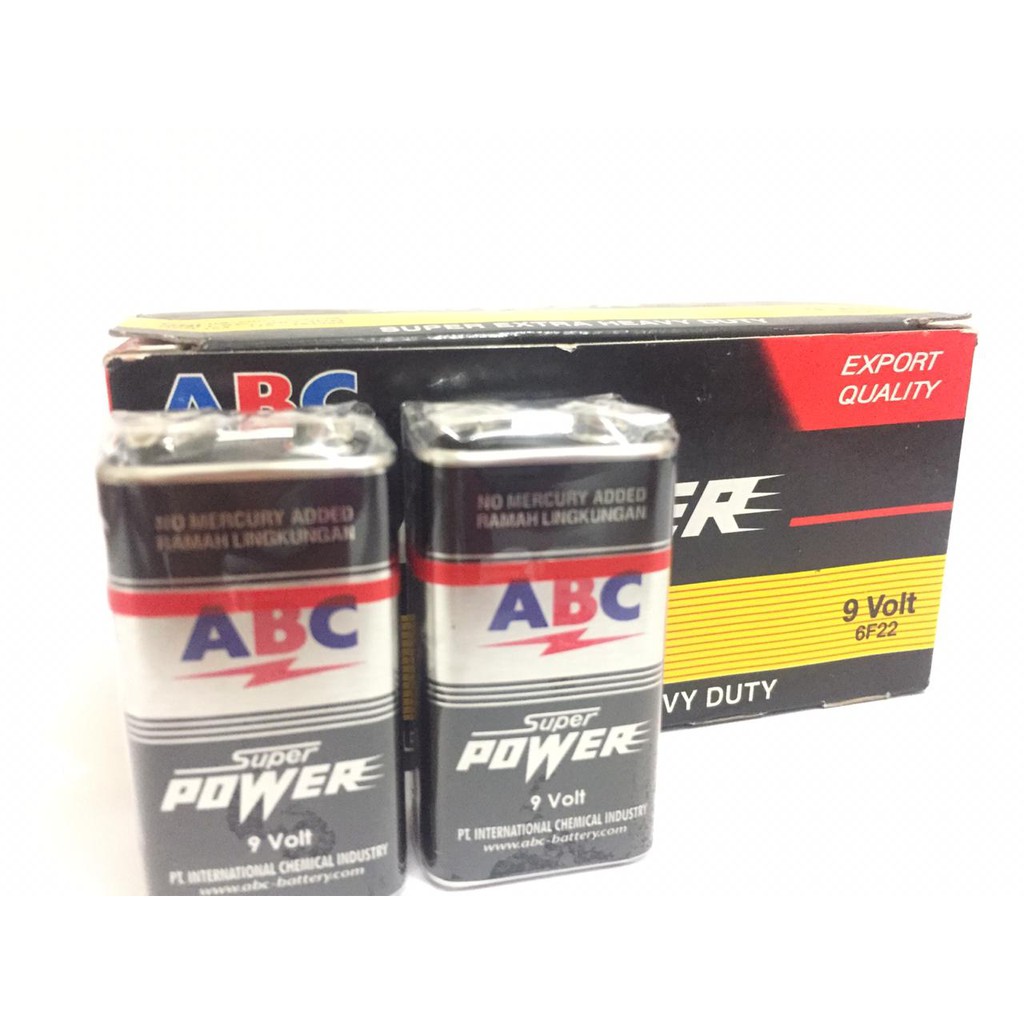 SUPER EXTRA HEAVY DUTY
ABC
EXPORT
QUALITY
ER
9 Volt
6F22
VY DUTY
NO MERCURY ADDED
RAMAH LINGKUNGAN
ABC
Super
POWER
9 Volt
PT. INTERNATIONAL CHEMICAL INDUSTRY
www.abc-battery.com
NO MERCURY ADDED
RAMAH LINGKUNGAN
ABC
Super
POWER
9 Volt
PT. INTERNATIONAL CHEMICAL INDUSTRY
www.abc-battery.com